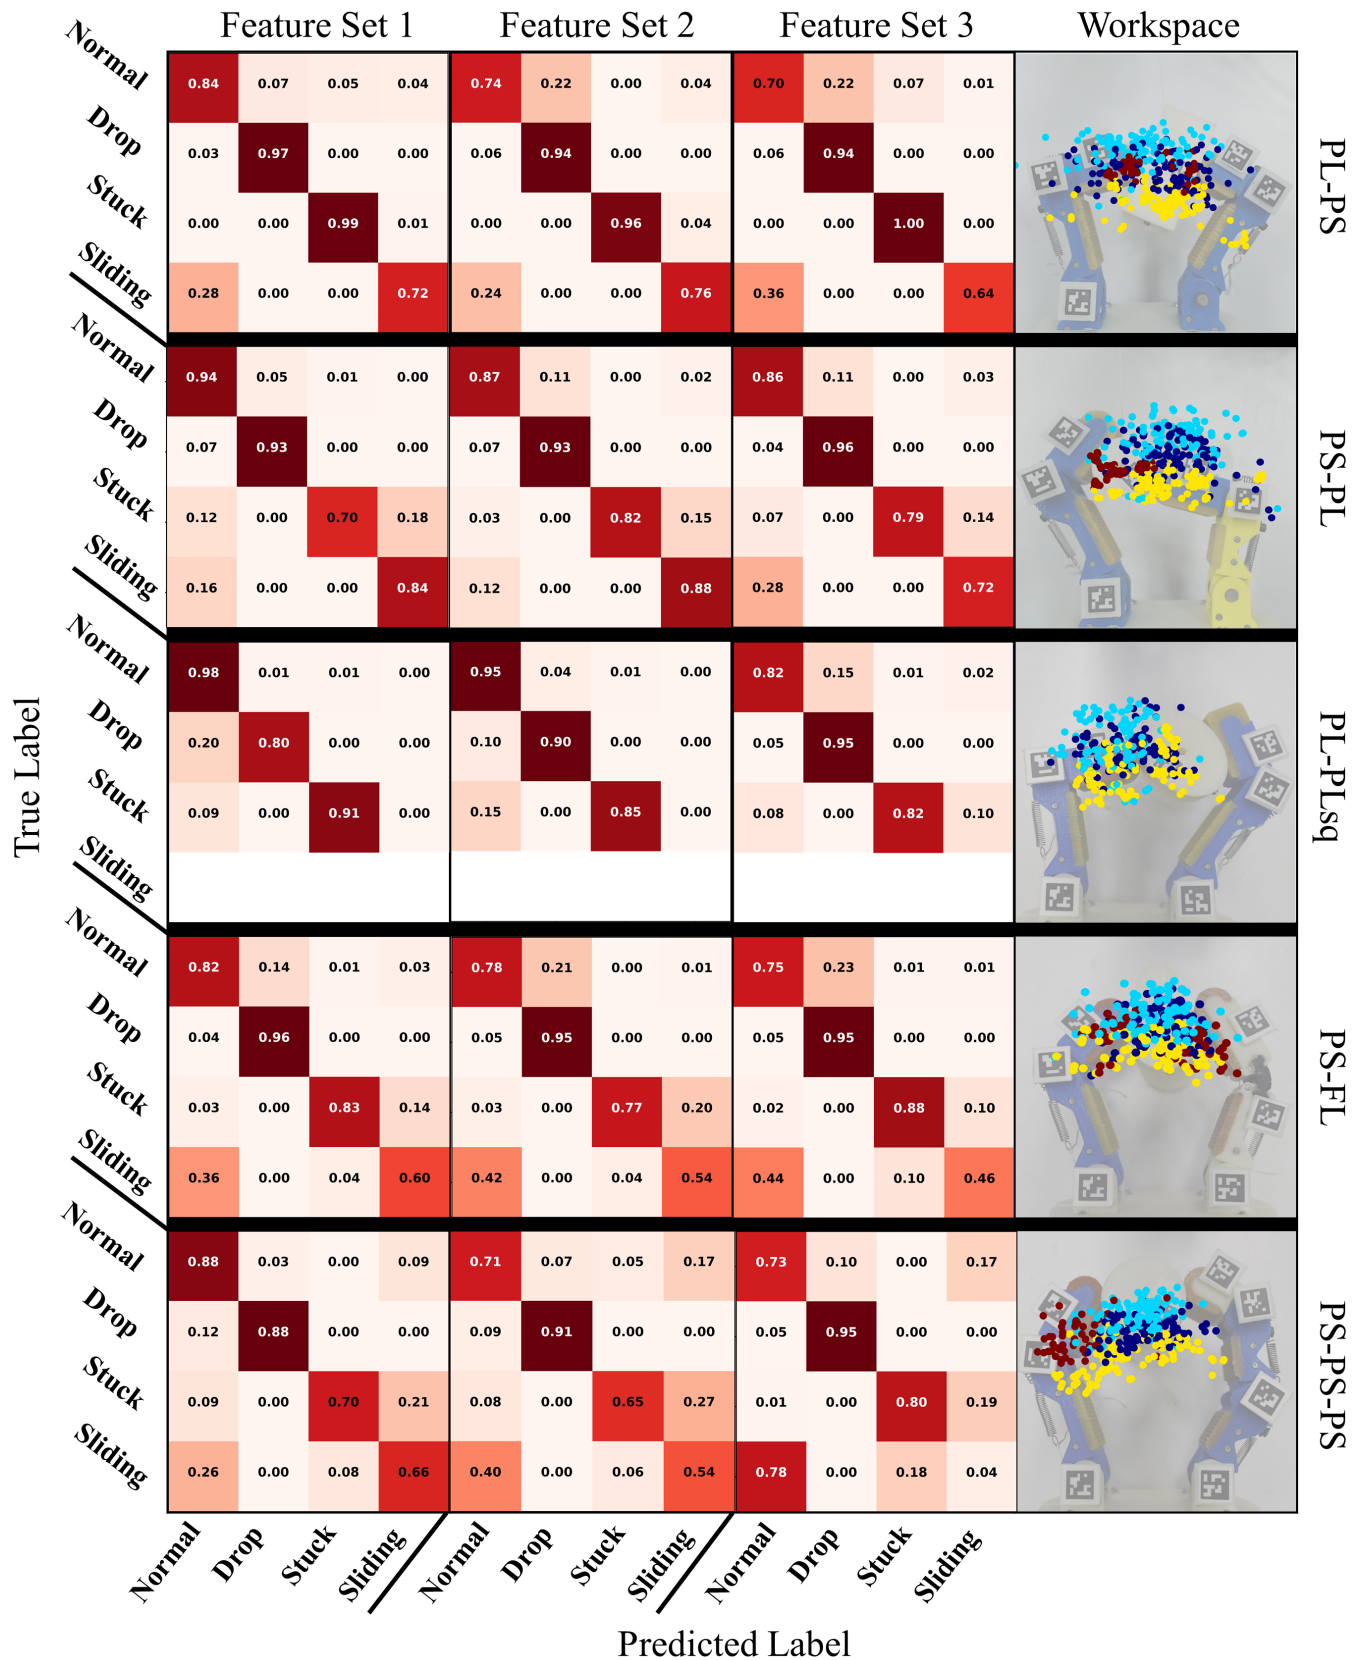 Feature Set 1 Feature Set 2 Feature Set 3 Workspace
Normal 0.84 0.07 0.05 0.04 0.74 0.22 0.00 0.04 0.70 0.22 0.07 0.01
Drop 0.03 0.97 0.00 0.00 0.06 0.94 0.00 0.00 0.06 0.94 0.00 0.00
Stuck 0.00 0.00 0.99 0.01 0.00 0.00 0.96 0.04 0.00 0.00 1.00 0.00
Sliding 0.28 0.00 0.00 0.72 0.24 0.00 0.00 0.76 0.36 0.00 0.00 0.64
PL-PS
Normal 0.94 0.05 0.01 0.00 0.87 0.11 0.00 0.02 0.86 0.11 0.00 0.03
Drop 0.07 0.93 0.00 0.00 0.07 0.93 0.00 0.00 0.04 0.96 0.00 0.00
Stuck 0.12 0.00 0.70 0.18 0.03 0.00 0.82 0.15 0.07 0.00 0.79 0.14
Sliding 0.16 0.00 0.00 0.84 0.12 0.00 0.00 0.88 0.28 0.00 0.00 0.72
PS-PL
Normal 0.98 0.01 0.01 0.00 0.95 0.04 0.01 0.00 0.82 0.15 0.01 0.02
Drop 0.20 0.80 0.00 0.00 0.10 0.90 0.00 0.00 0.05 0.95 0.00 0.00
Stuck 0.09 0.00 0.91 0.00 0.15 0.00 0.85 0.00 0.08 0.00 0.82 0.10
Sliding
PL-PLsq
True Label
Normal 0.82 0.14 0.01 0.03 0.78 0.21 0.00 0.01 0.75 0.23 0.01 0.01
Drop 0.04 0.96 0.00 0.00 0.05 0.95 0.00 0.00 0.05 0.95 0.00 0.00
Stuck 0.03 0.00 0.83 0.14 0.03 0.00 0.77 0.20 0.02 0.00 0.88 0.10
Sliding 0.36 0.00 0.04 0.60 0.42 0.00 0.04 0.54 0.44 0.00 0.10 0.46
PS-FL
Normal 0.88 0.03 0.00 0.09 0.71 0.07 0.05 0.17 0.73 0.10 0.00 0.17
Drop 0.12 0.88 0.00 0.00 0.09 0.91 0.00 0.00 0.05 0.95 0.00 0.00
Stuck 0.09 0.00 0.70 0.21 0.08 0.00 0.65 0.27 0.01 0.00 0.80 0.19
Sliding 0.26 0.00 0.08 0.66 0.40 0.00 0.06 0.54 0.78 0.00 0.18 0.04
PS-PS-PS
Normal Drop Stuck Sliding Normal Drop Stuck Sliding Normal Drop Stuck Sliding
Predicted Label